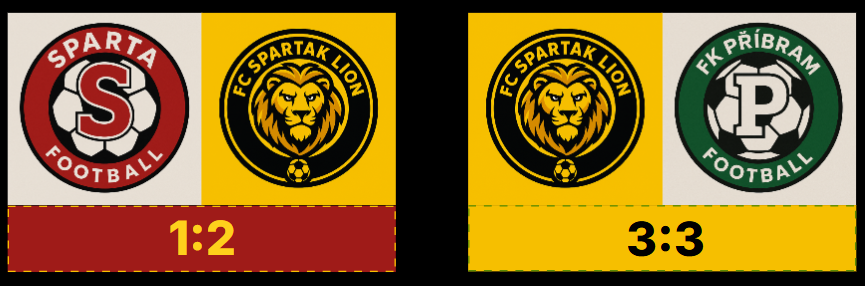 SPARTA
S
FOOTBALL
FC SPARTAK LION
1:2
FC SPARTAK LION
3:3
FK PŘÍBRAM
P
FOOTBALL